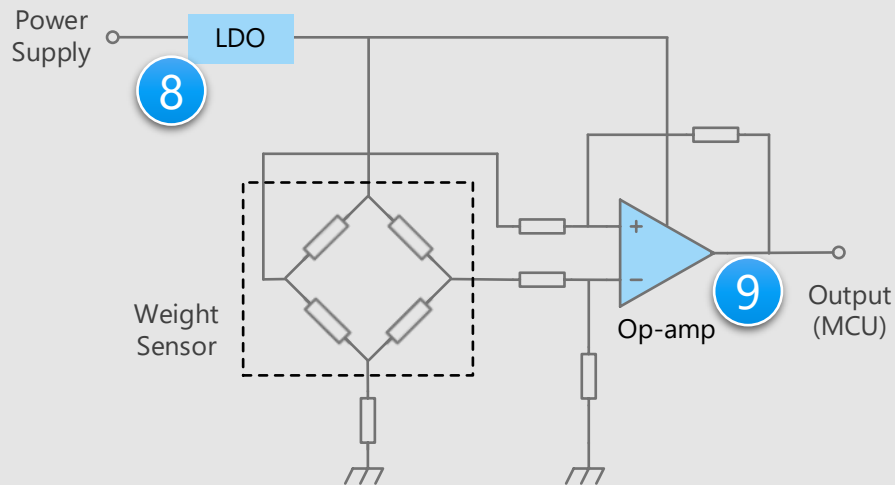 Power
Supply
LDO
8
+
−
Weight
Sensor
Op-amp
9
Output
(MCU)